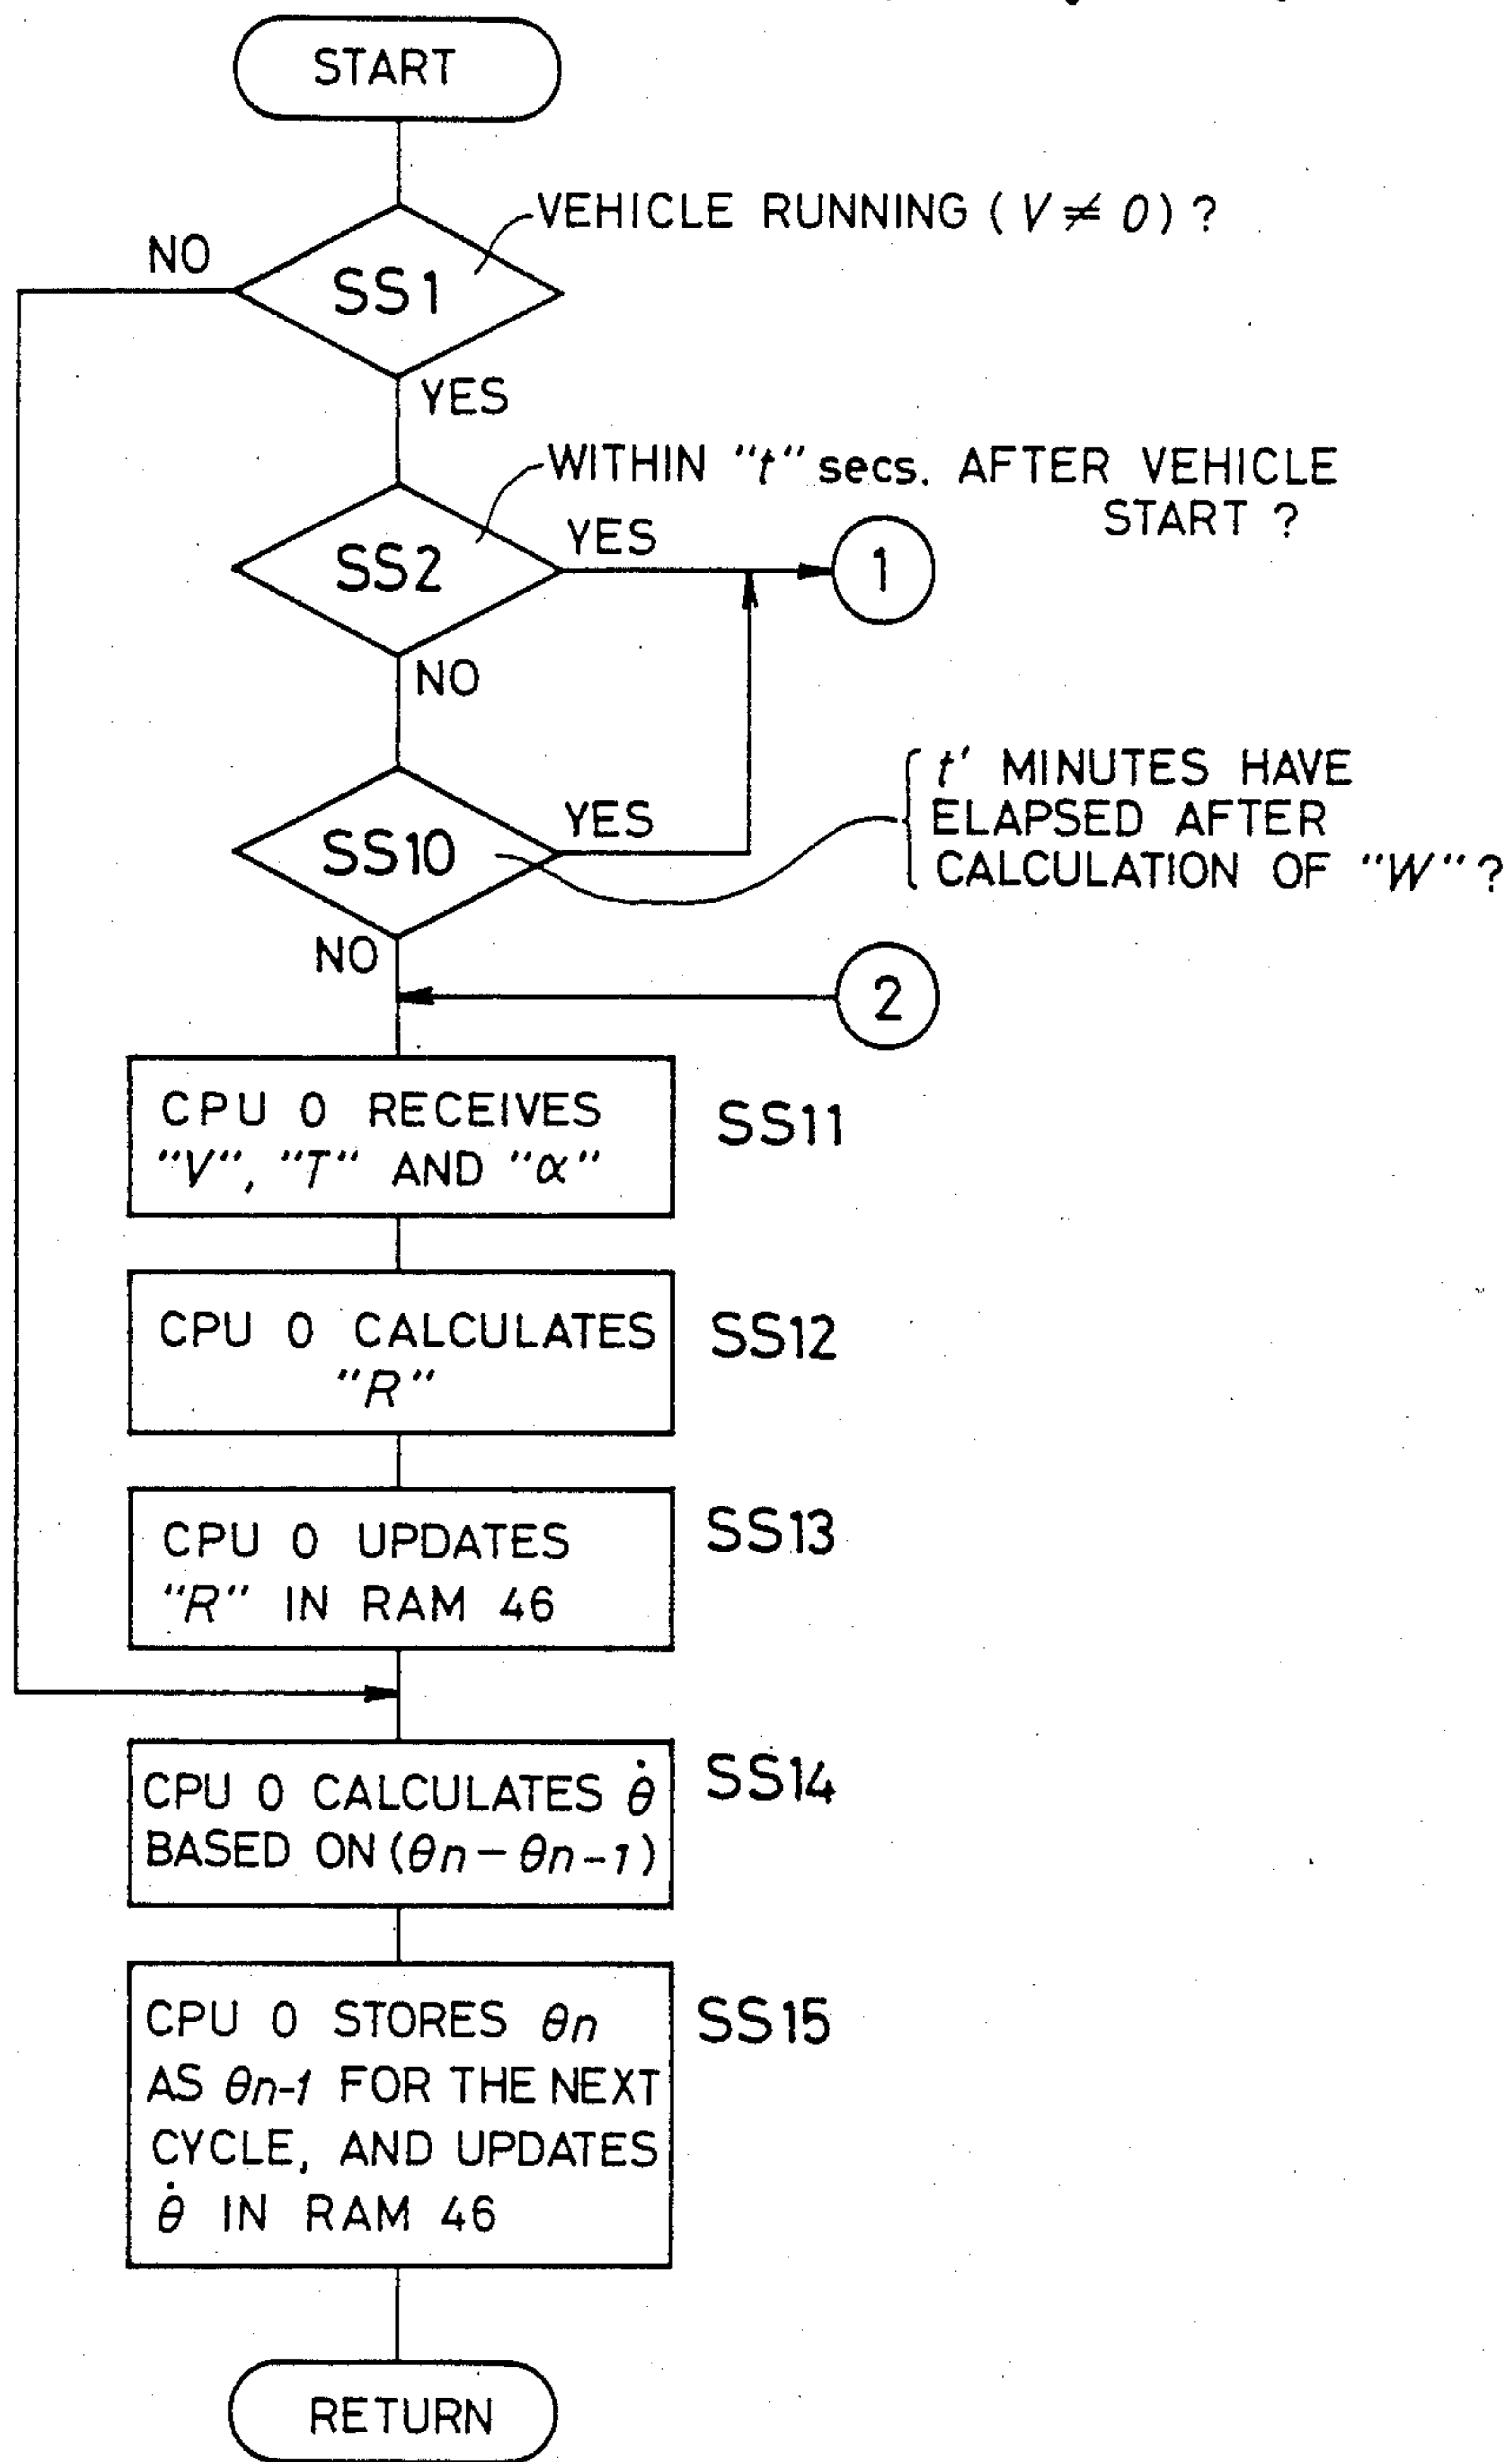 START
VEHICLE RUNNING ( V ≠ 0 ) ?
NO
SS1
YES
WITHIN "t" secs. AFTER VEHICLE
START ?
YES
SS2
1
NO
t' MINUTES HAVE
ELAPSED AFTER
CALCULATION OF "W" ?
YES
SS10
NO
2
CPU 0 RECEIVES
"V", "T" AND "α"
SS11
CPU 0 CALCULATES
"R"
SS12
CPU 0 UPDATES
"R" IN RAM 46
SS13
CPU 0 CALCULATES θ̇
BASED ON (θn − θn−1)
SS14
CPU 0 STORES θn
AS θn-1 FOR THE NEXT
CYCLE, AND UPDATES
θ̇ IN RAM 46
SS15
RETURN